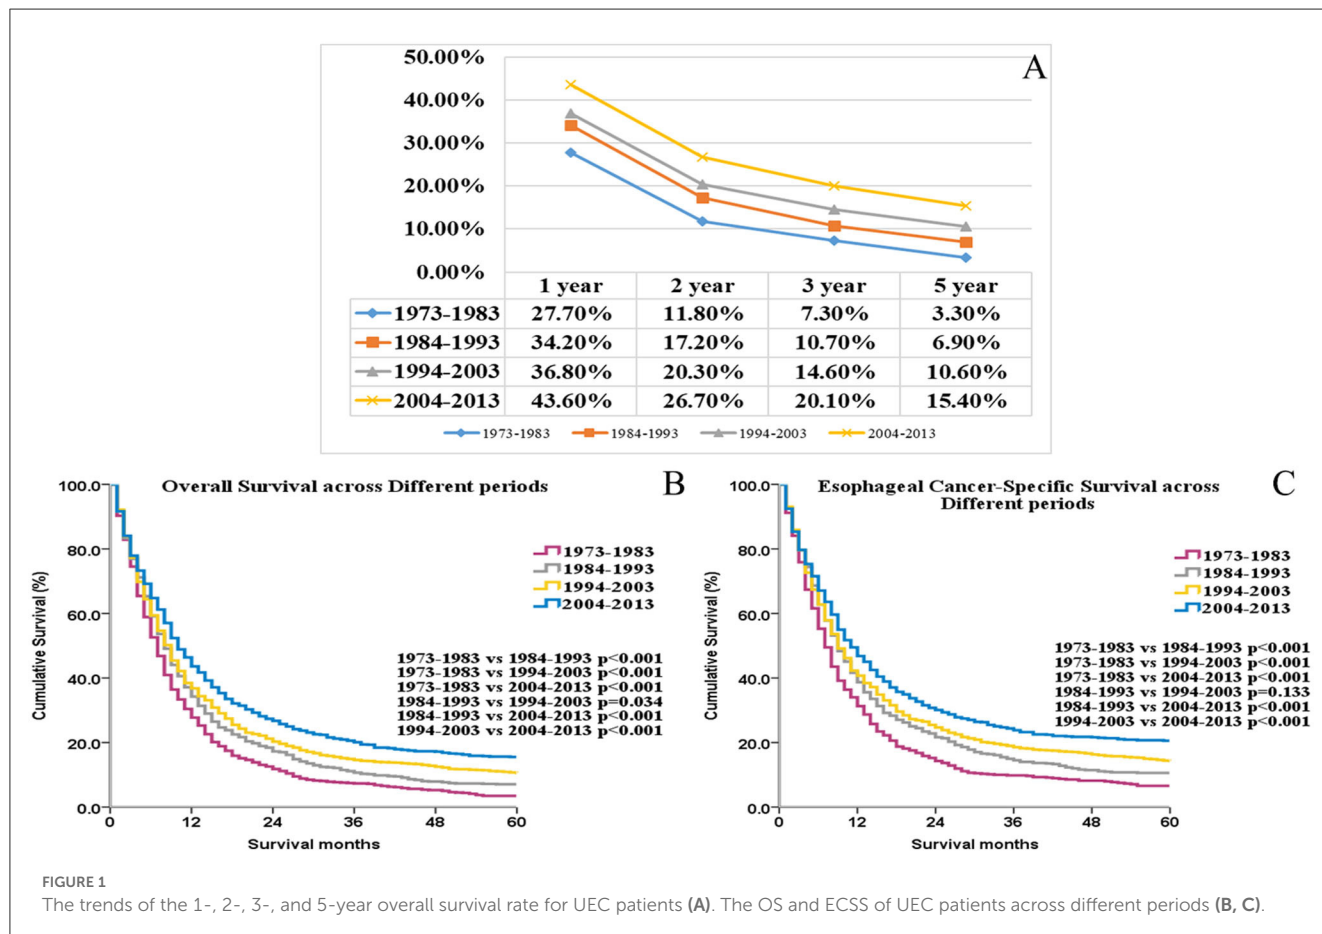 A
50.00%
40.00%
30.00%
20.00%
10.00%
0.00%
1 year 2 year 3 year 5 year
1973-1983 27.70% 11.80% 7.30% 3.30%
1984-1993 34.20% 17.20% 10.70% 6.90%
1994-2003 36.80% 20.30% 14.60% 10.60%
2004-2013 43.60% 26.70% 20.10% 15.40%
1973-1983 1984-1993 1994-2003 2004-2013
B
Overall Survival across Different periods
Cumulative Survival (%)
100.0
80.0
60.0
40.0
20.0
0.0
1973-1983
1984-1993
1994-2003
2004-2013
1973-1983 vs 1984-1993 p<0.001
1973-1983 vs 1994-2003 p<0.001
1973-1983 vs 2004-2013 p<0.001
1984-1993 vs 1994-2003 p=0.034
1984-1993 vs 2004-2013 p<0.001
1994-2003 vs 2004-2013 p<0.001
0 12 24 36 48 60
Survival months
C
Esophageal Cancer-Specific Survival across
Different periods
Cumulative Survival (%)
100.0
80.0
60.0
40.0
20.0
0.0
1973-1983
1984-1993
1994-2003
2004-2013
1973-1983 vs 1984-1993 p<0.001
1973-1983 vs 1994-2003 p<0.001
1973-1983 vs 2004-2013 p<0.001
1984-1993 vs 1994-2003 p=0.133
1984-1993 vs 2004-2013 p<0.001
1994-2003 vs 2004-2013 p<0.001
0 12 24 36 48 60
Survival months
FIGURE 1
The trends of the 1-, 2-, 3-, and 5-year overall survival rate for UEC patients (A). The OS and ECSS of UEC patients across different periods (B, C).